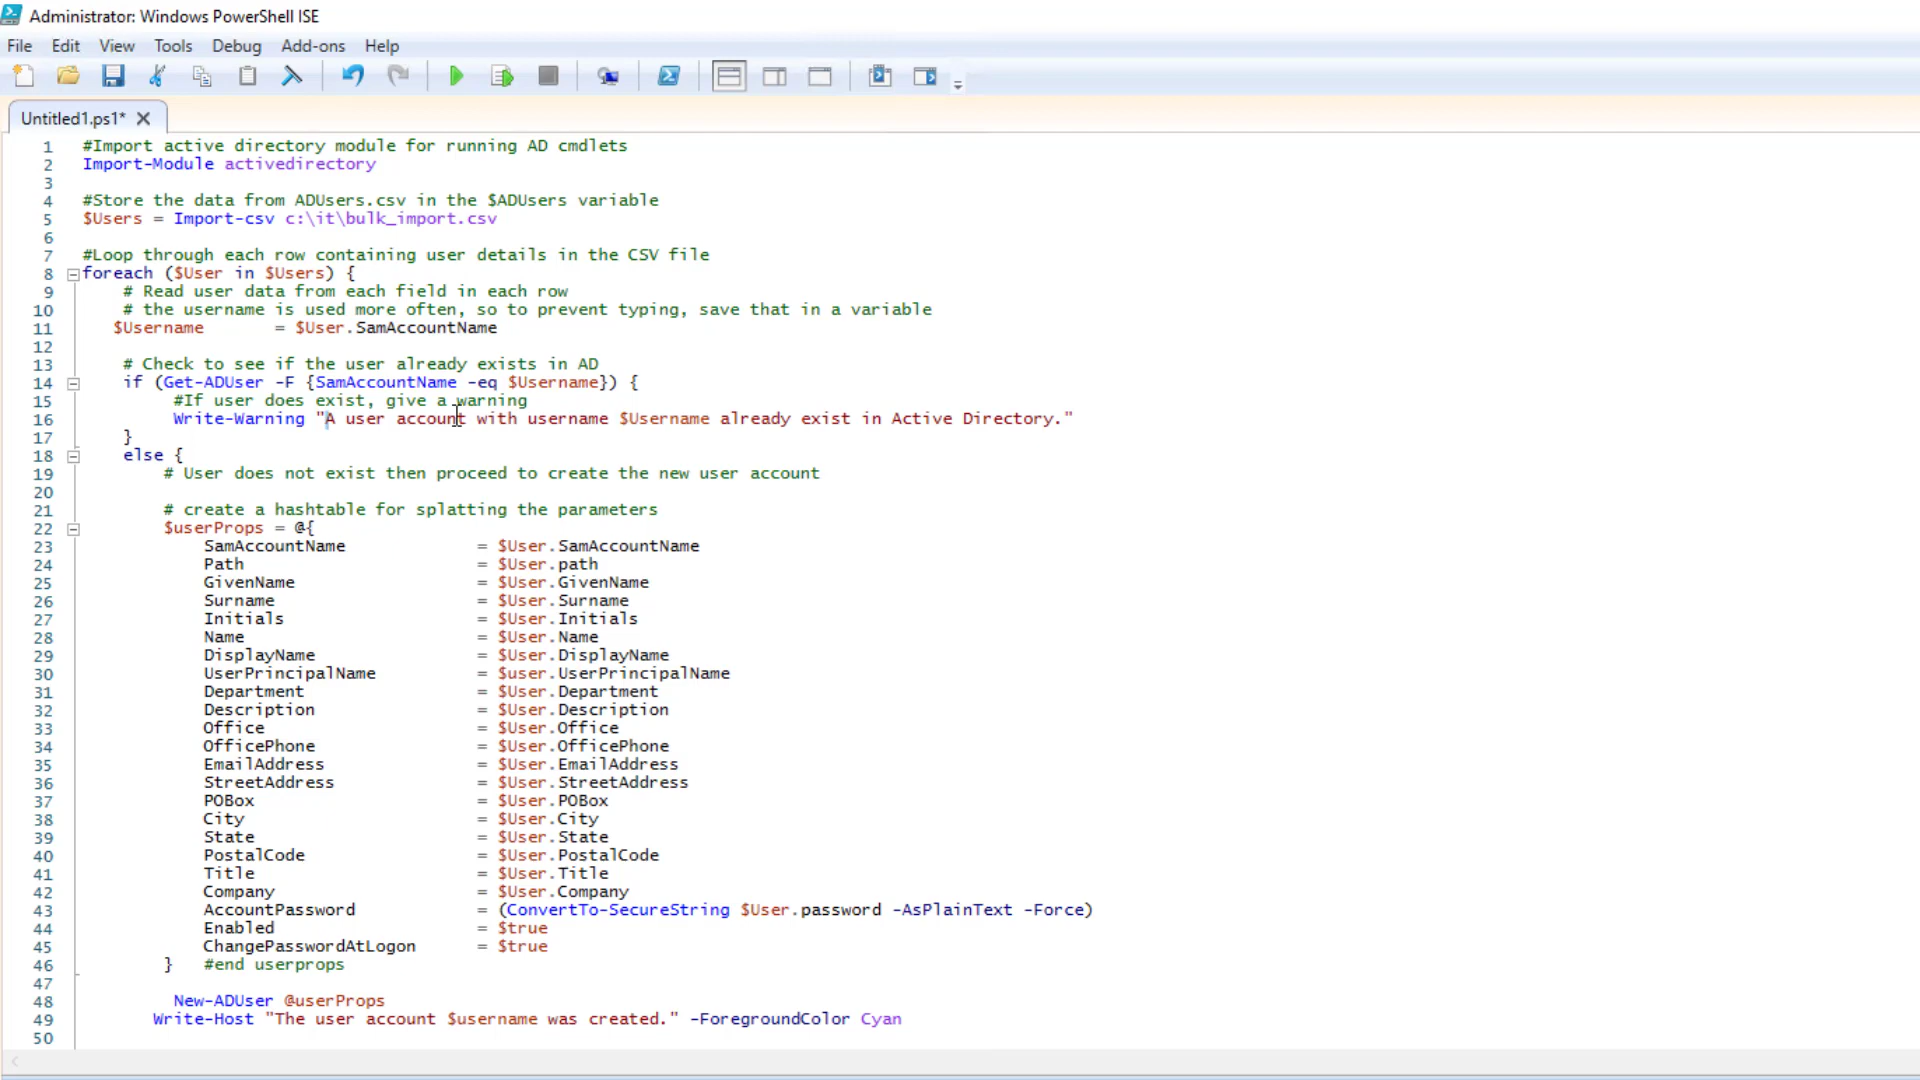 Administrator: Windows PowerShell ISE
File Edit View Tools Debug Add-ons Help
Untitled1.ps1*
1 #Import active directory module for running AD cmdlets
2 Import-Module activedirectory
3
4 #Store the data from ADUsers.csv in the $ADUsers variable
5 $Users = Import-csv c:\it\bulk_import.csv
6
7 #Loop through each row containing user details in the CSV file
8 foreach ($User in $Users) {
9 # Read user data from each field in each row
10 # the username is used more often, so to prevent typing, save that in a variable
11 $Username = $User.SamAccountName
12
13 # Check to see if the user already exists in AD
14 if (Get-ADUser -F {SamAccountName -eq $Username}) {
15 #If user does exist, give a warning
16 Write-Warning "A user account with username $Username already exist in Active Directory."
17 }
18 else {
19 # User does not exist then proceed to create the new user account
20
21 # create a hashtable for splatting the parameters
22 $userProps = @{
23 SamAccountName = $User.SamAccountName
24 Path = $User.path
25 GivenName = $User.GivenName
26 Surname = $User.Surname
27 Initials = $User.Initials
28 Name = $User.Name
29 DisplayName = $User.DisplayName
30 UserPrincipalName = $user.UserPrincipalName
31 Department = $User.Department
32 Description = $User.Description
33 Office = $User.Office
34 OfficePhone = $User.OfficePhone
35 EmailAddress = $User.EmailAddress
36 StreetAddress = $User.StreetAddress
37 POBox = $User.POBox
38 City = $User.City
39 State = $User.State
40 PostalCode = $User.PostalCode
41 Title = $User.Title
42 Company = $User.Company
43 AccountPassword = (ConvertTo-SecureString $User.password -AsPlainText -Force)
44 Enabled = $true
45 ChangePasswordAtLogon = $true
46 } #end userprops
47
48 New-ADUser @userProps
49 Write-Host "The user account $username was created." -ForegroundColor Cyan
50